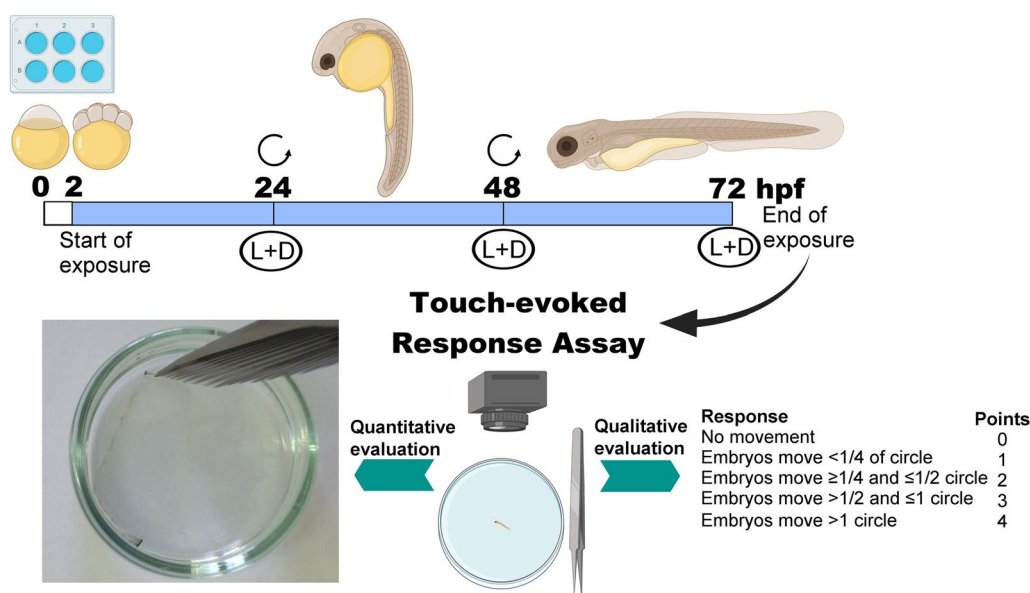 1 2 3
A
B
0 2 24 48 72 hpf
Start of
exposure
L+D
L+D
L+D
End of
exposure
Touch-evoked
Response Assay
Quantitative
evaluation
Qualitative
evaluation
Response Points
No movement 0
Embryos move <1/4 of circle 1
Embryos move ≥1/4 and ≤1/2 circle 2
Embryos move >1/2 and ≤1 circle 3
Embryos move >1 circle 4